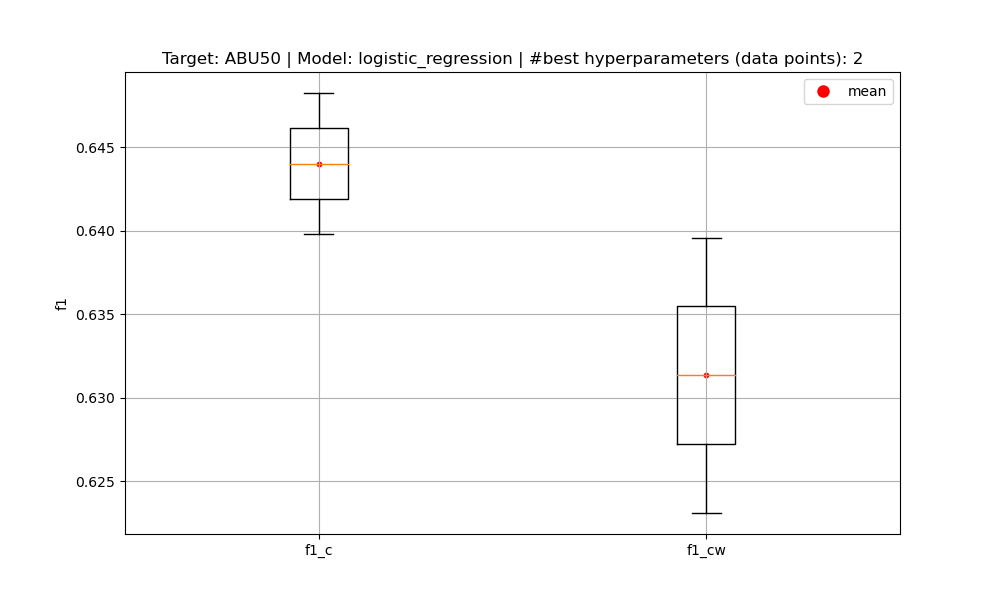 Target: ABU50 | Model: logistic_regression | #best hyperparameters (data points): 2
mean
0.645
0.640
0.635
0.630
0.625
f1
f1_c
f1_cw